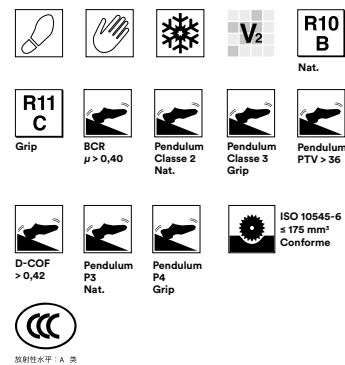 V2
R10
B
Nat.
R11
C
Grip
BCR
μ > 0,40
Pendulum
Classe 2
Nat.
Pendulum
Classe 3
Grip
Pendulum
PTV > 36
D-COF
> 0,42
Pendulum
P3
Nat.
Pendulum
P4
Grip
ISO 10545-6
≤ 175 mm³
Conforme
CCC
放射性水平：A 类